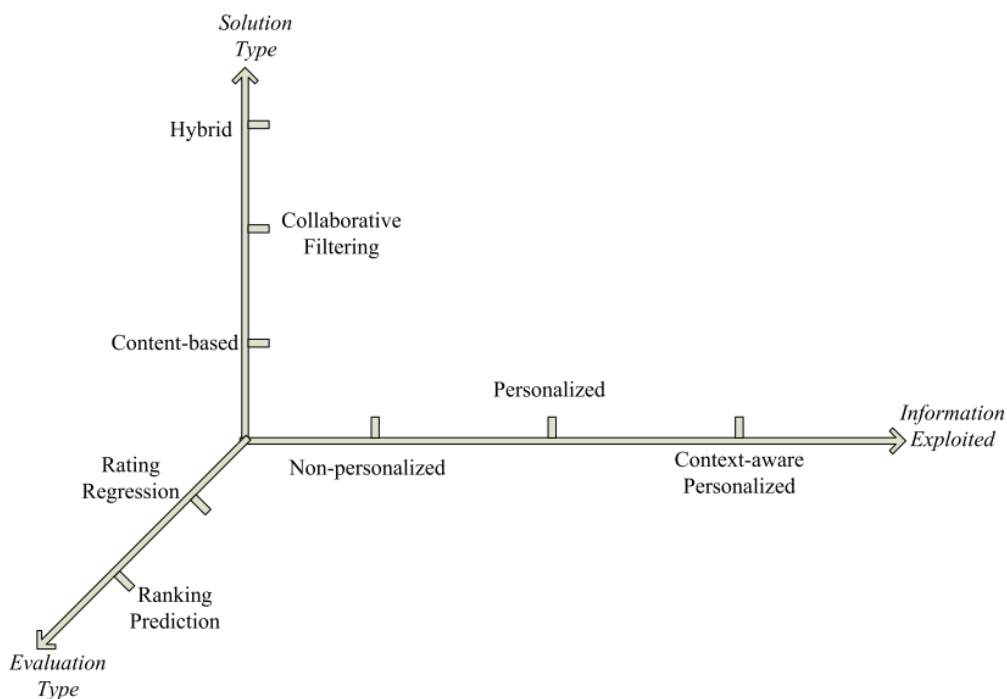 Solution
Type
Hybrid
Collaborative
Filtering
Content-based
Personalized
Information
Exploited
Non-personalized
Context-aware
Personalized
Rating
Regression
Ranking
Prediction
Evaluation
Type